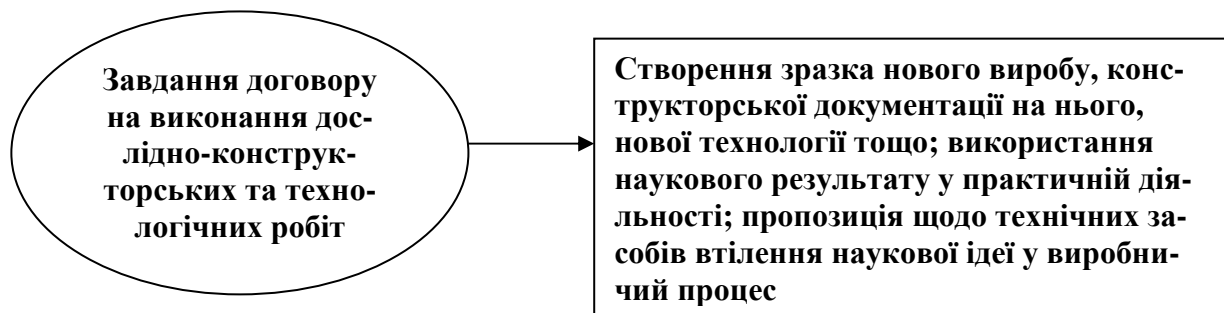 Завдання договору
на виконання дос-
лідно-конструк-
торських та техно-
логічних робіт
Створення зразка нового виробу, конс-
трукторської документації на нього,
нової технології тощо; використання
наукового результату у практичній дія-
льності; пропозиція щодо технічних за-
собів втілення наукової ідеї у виробни-
чий процес